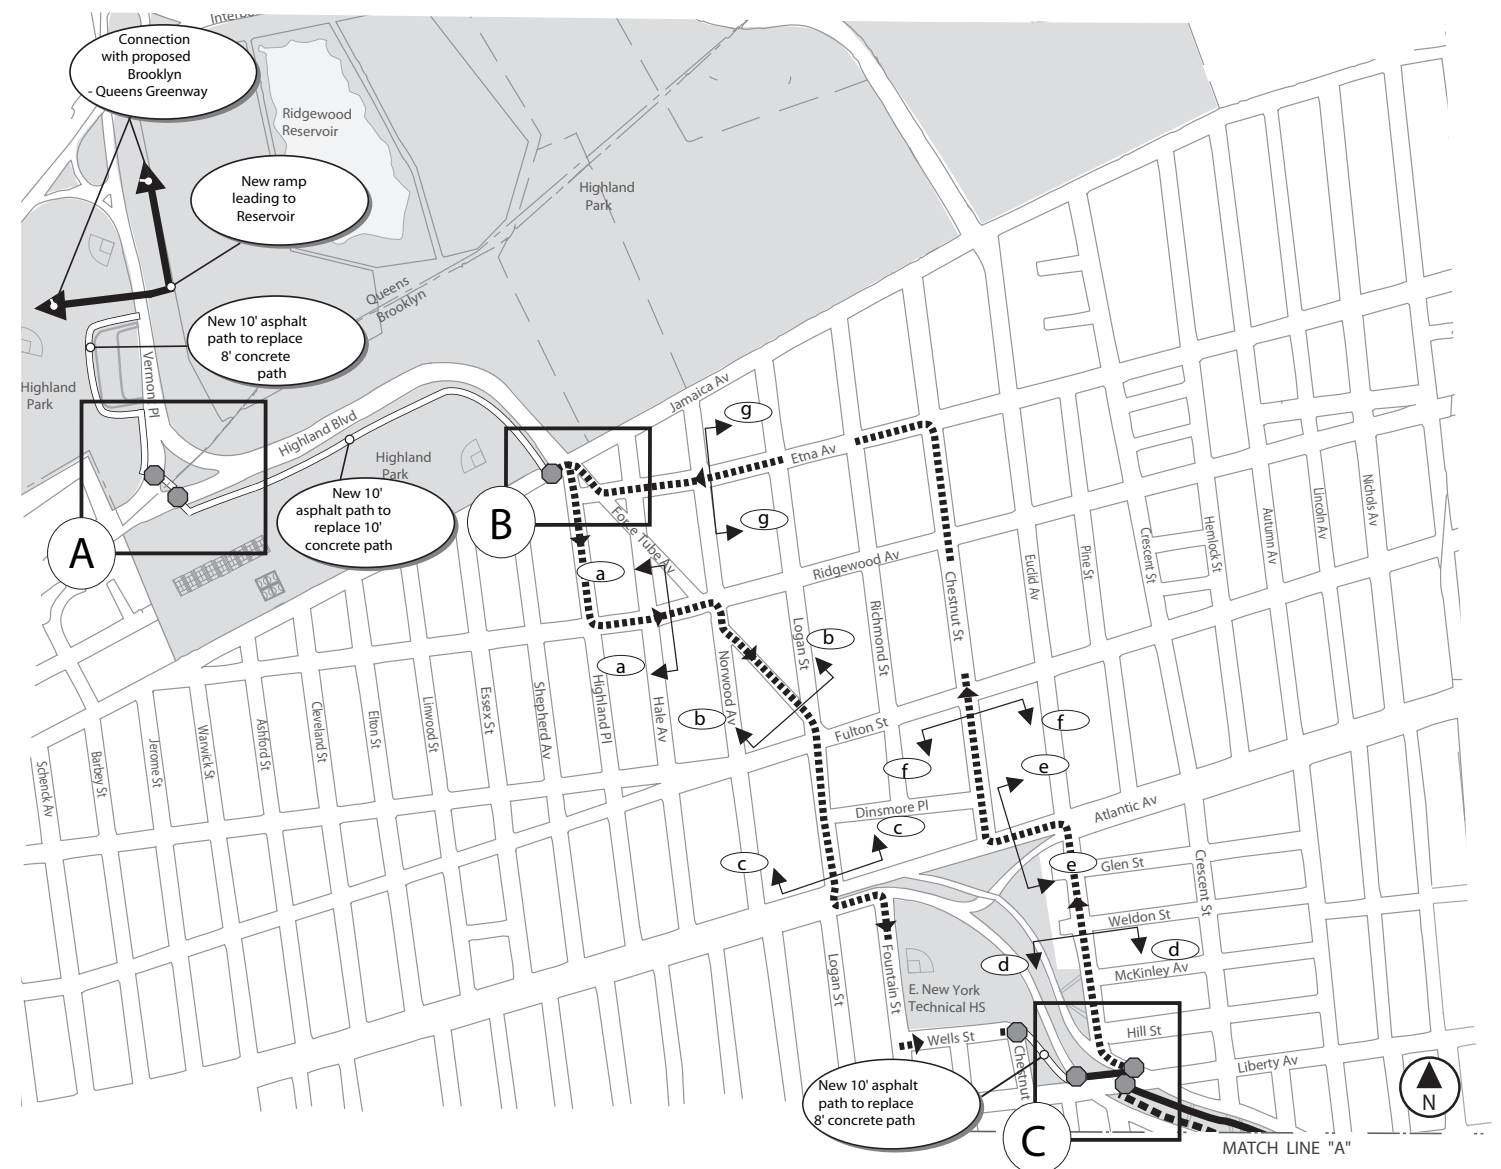 Connection
with proposed
Brooklyn
- Queens Greenway
Ridgewood
Reservoir
New ramp
leading to
Reservoir
Highland
Park
Queens
Brooklyn
New 10' asphalt
path to replace
8' concrete
path
Vermont Pl
Highland
Park
Jamaica Av
Highland Blvd
Highland
Park
New 10'
asphalt path to
replace 10'
concrete path
A
B
Force Tube Av
Etna Av
g
g
a
a
b
b
c
c
d
d
e
e
f
f
Ridgewood Av
Chestnut St
Euclid Av
Pine St
Crescent St
Hemlock St
Autumn Av
Lincoln Av
Nichols Av
Richmond St
Logan St
Norwood Av
Hale Av
Highland Pl
Shepherd Av
Essex St
Linwood St
Elton St
Cleveland St
Ashford St
Warwick St
Jerome St
Barbey St
Schenck Av
Fulton St
Dinsmore Pl
Atlantic Av
Glen St
Crescent St
Weldon St
McKinley Av
Logan St
Fountain St
E. New York
Technical HS
Wells St
Chestnut
Hill St
Liberty Av
New 10' asphalt
path to replace
8' concrete path
C
N
MATCH LINE "A"